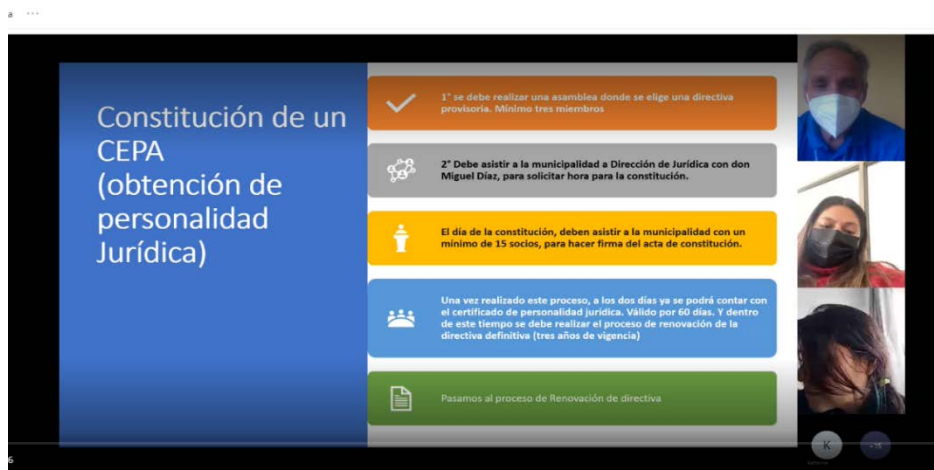 a ...
Constitución de un
CEPA
(obtención de
personalidad
Jurídica)
1° se debe realizar una asamblea donde se elige una directiva
provisoria. Mínimo tres miembros
2° Debe asistir a la municipalidad a Dirección de Jurídica con don
Miguel Díaz, para solicitar hora para la constitución.
El día de la constitución, deben asistir a la municipalidad con un
mínimo de 15 socios, para hacer firma del acta de constitución.
Una vez realizado este proceso, a los dos días ya se podrá contar con
el certificado de personalidad jurídica. Válido por 60 días. Y dentro
de este tiempo se debe realizar el proceso de renovación de la
directiva definitiva (tres años de vigencia)
Pasamos al proceso de Renovación de directiva
K
+15
6